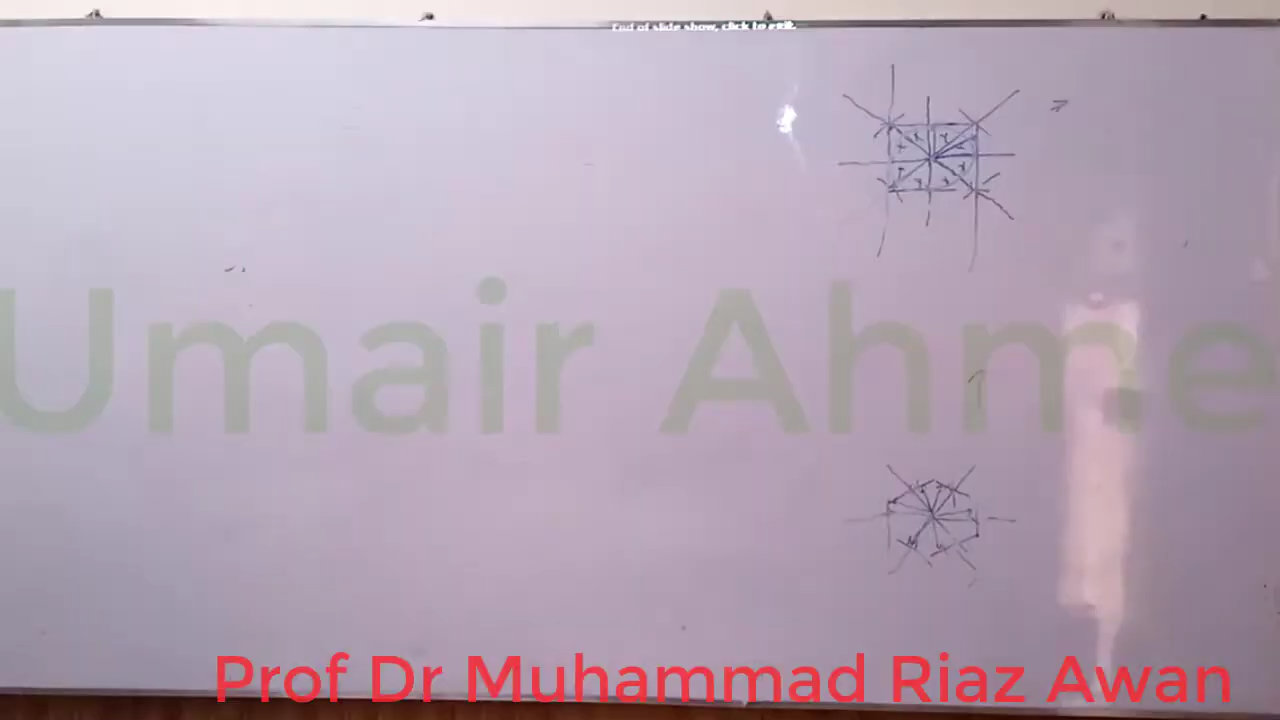 End of slide show, click to exit.
Umair Ahme
Prof Dr Muhammad Riaz Awan